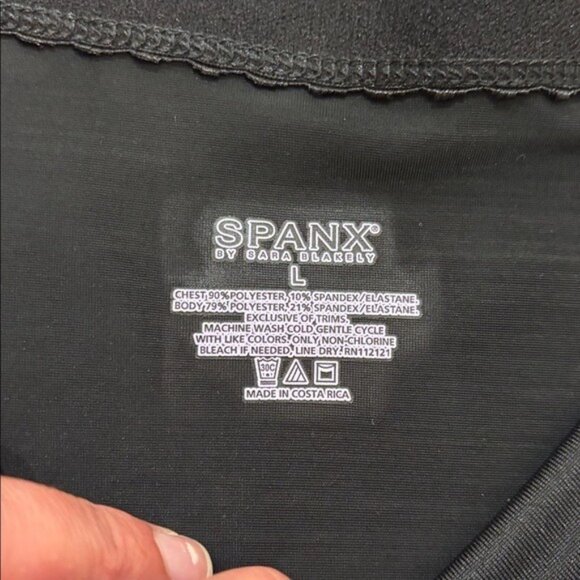 SPANX®
BY SARA BLAKELY
L
CHEST 90%POLYESTER, 10% SPANDEX/ELASTANE.
BODY 79% POLYESTER, 21% SPANDEX/ELASTANE.
EXCLUSIVE OF TRIMS.
MACHINE WASH COLD GENTLE CYCLE
WITH LIKE COLORS. ONLY NON-CHLORINE
BLEACH IF NEEDED. LINE DRY. RN112121
30C
MADE IN COSTA RICA